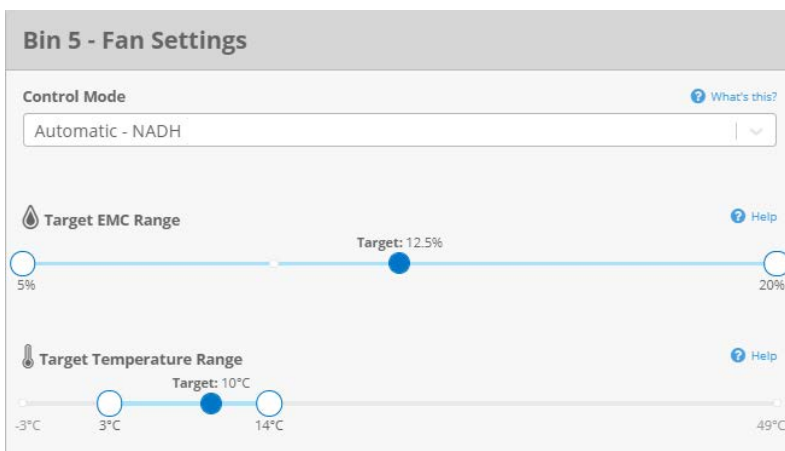 Bin 5 - Fan Settings
Control Mode
What's this?
Automatic - NADH
Target EMC Range
Help
Target: 12.5%
5%
20%
Target Temperature Range
Help
Target: 10°C
-3°C
3°C
14°C
49°C